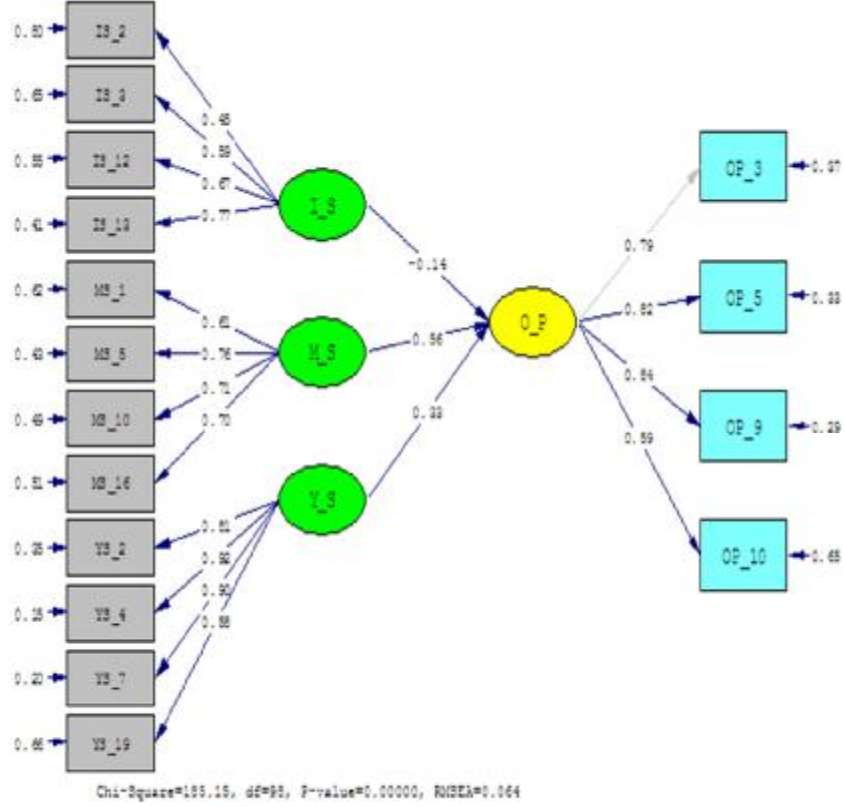 0.80 IS_2
0.65 IS_3
0.55 IS_12
0.41 IS_13
0.62 MS_1
0.43 MS_5
0.49 MS_10
0.51 MS_16
0.35 YS_2
0.15 YS_4
0.20 YS_7
0.66 YS_19
0.45
0.59
0.67
0.77
0.61
0.76
0.71
0.70
0.81
0.92
0.90
0.58
I_S
M_S
Y_S
-0.14
0.56
0.33
O_P
0.79
0.82
0.84
0.59
OP_3 0.37
OP_5 0.33
OP_9 0.29
OP_10 0.65
Chi-Square=185.15, df=98, P-value=0.00000, RMSEA=0.064